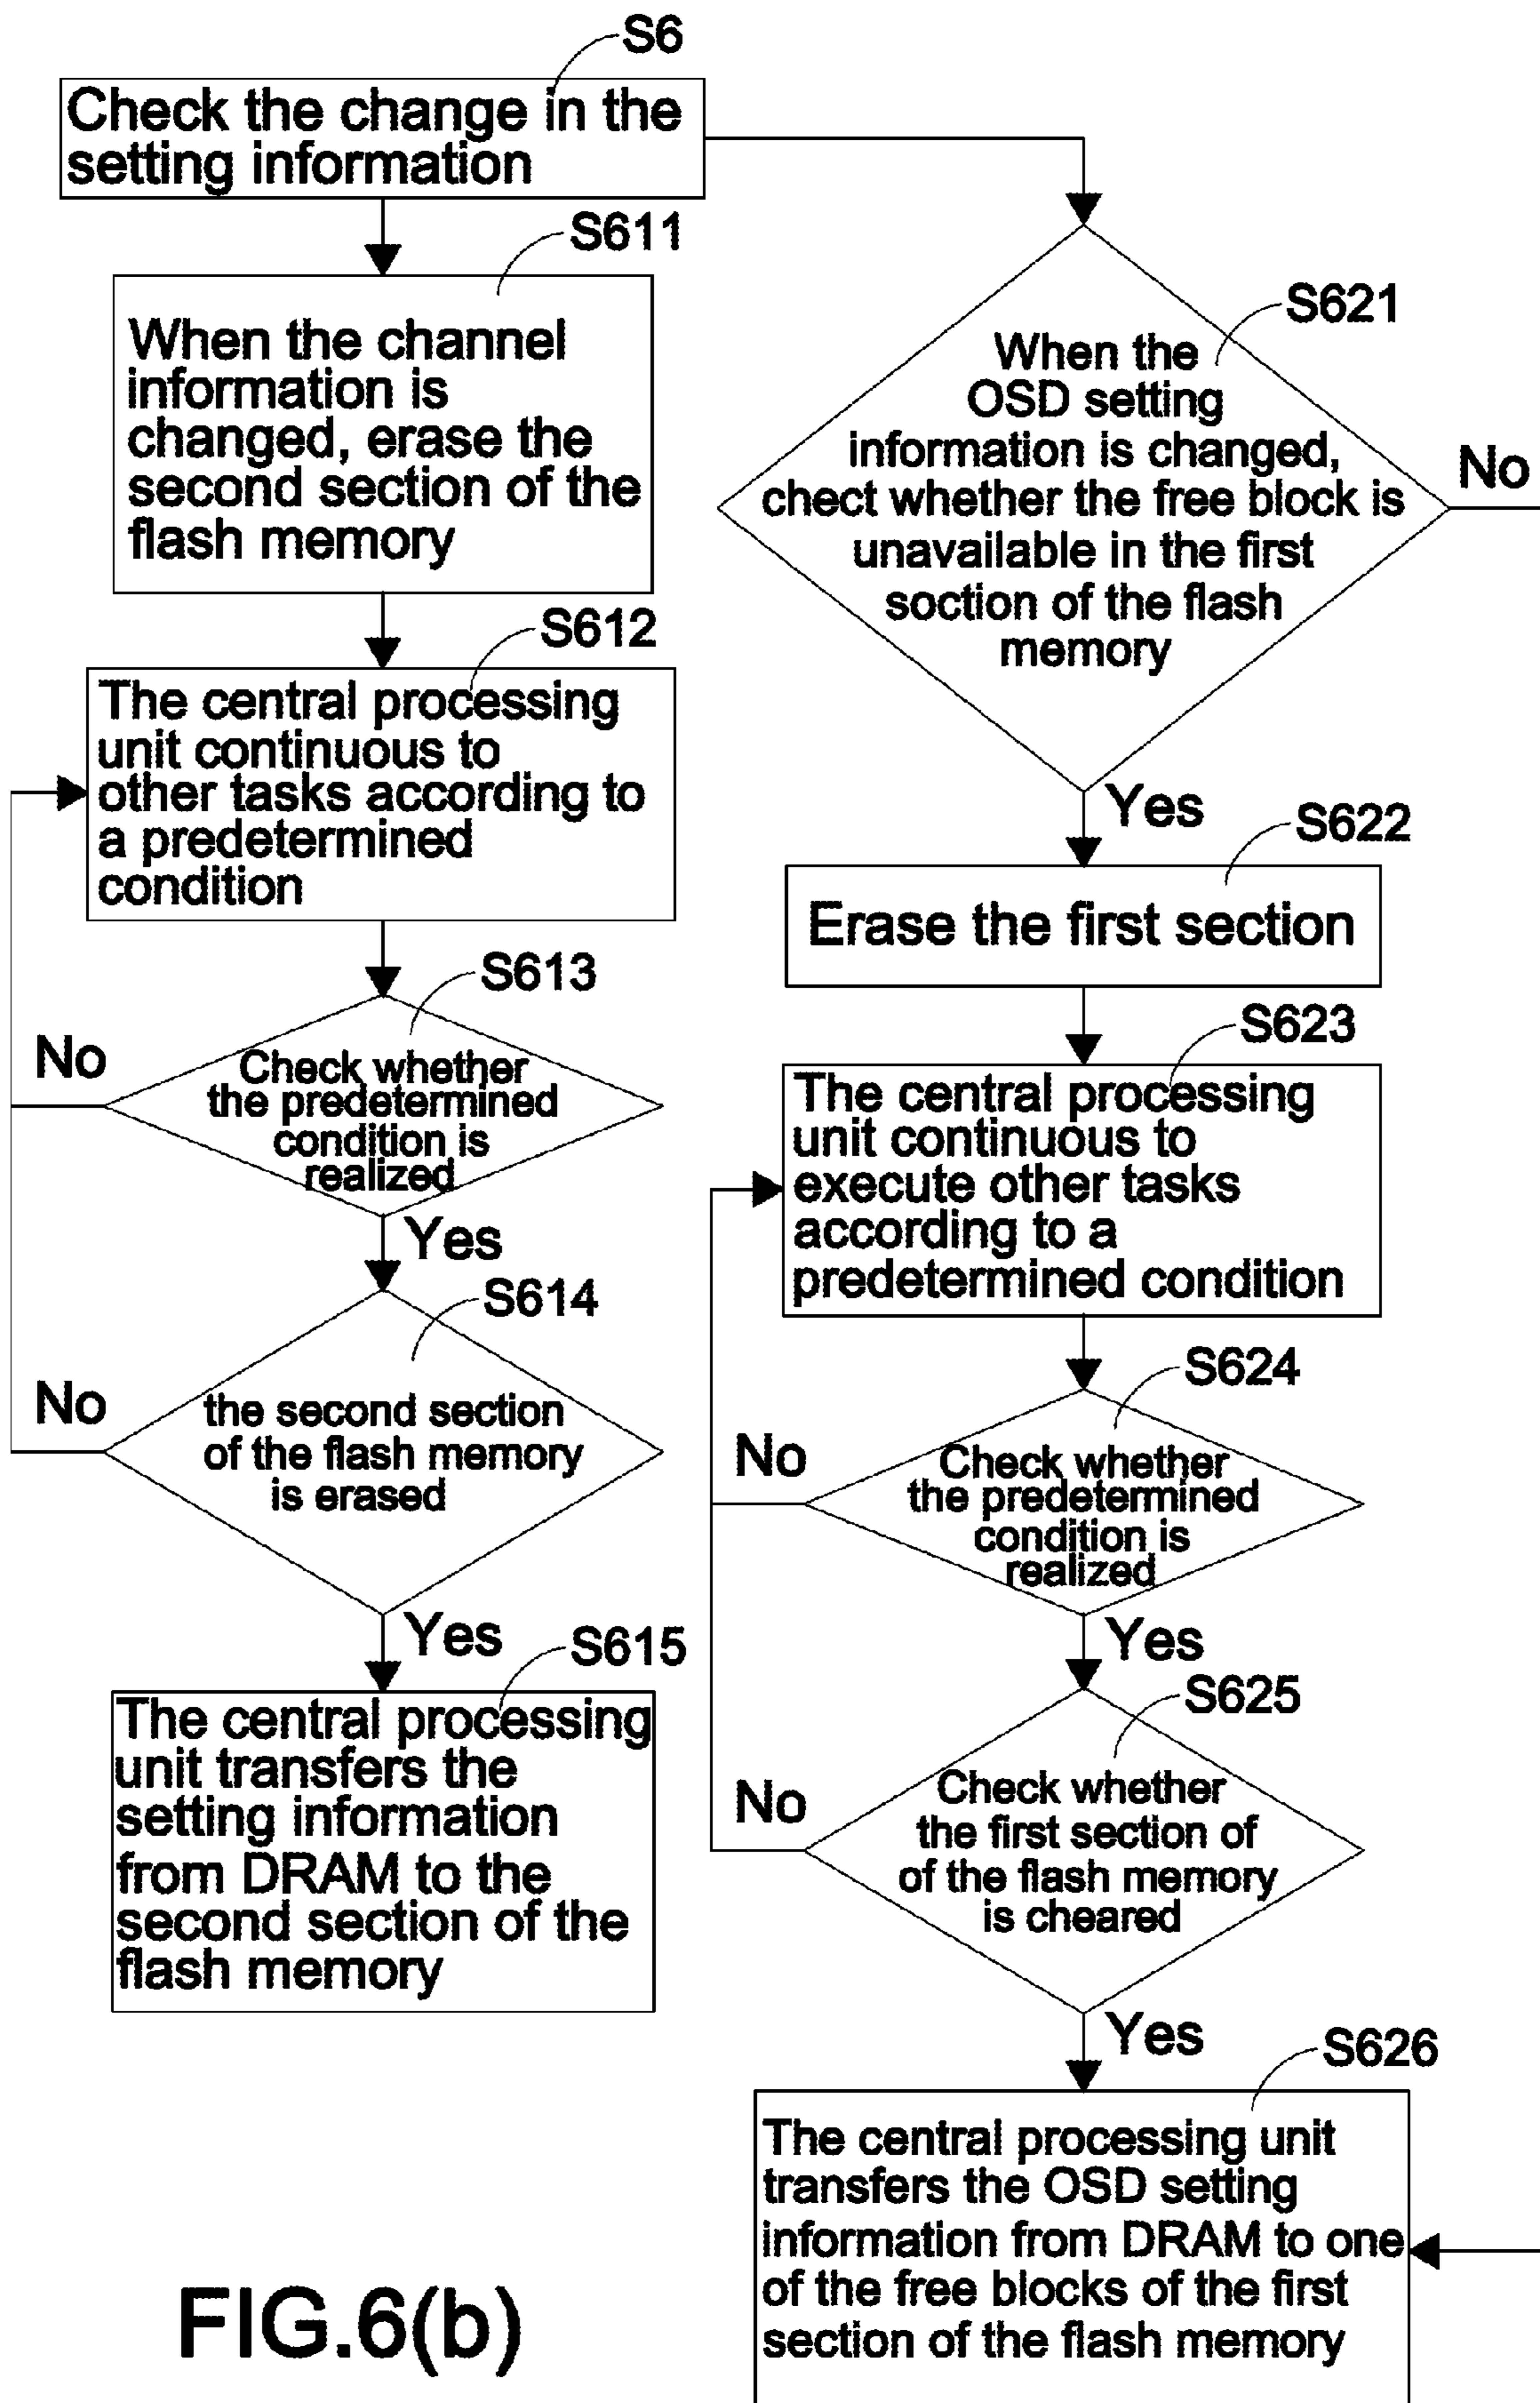 S6
Check the change in the
setting information
S611
When the channel
information is
changed, erase the
second section of the
flash memory
S612
The central processing
unit continuous to
other tasks according to
a predetermined
condition
S613
No
Check whether
the predetermined
condition is
realized
Yes
S614
No
the second section
of the flash memory
is erased
Yes
S615
The central processing
unit transfers the
setting information
from DRAM to the
second section of the
flash memory
S621
When the
OSD setting
information is changed,
chect whether the free block is
unavailable in the first
soction of the flash
memory
No
Yes
S622
Erase the first section
S623
The central processing
unit continuous to
execute other tasks
according to a
predetermined condition
S624
No
Check whether
the predetermined
condition is
realized
Yes
S625
No
Check whether
the first section of
of the flash memory
is cheared
Yes
S626
The central processing unit
transfers the OSD setting
information from DRAM to one
of the free blocks of the first
section of the flash memory
FIG.6(b)